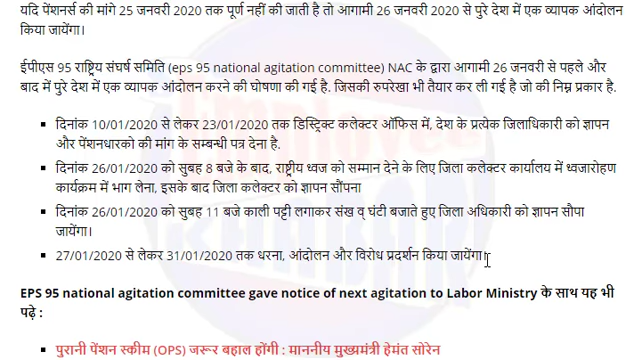 यदि पेंशनर्स की मांगे 25 जनवरी 2020 तक पूर्ण नहीं की जाती है तो आगामी 26 जनवरी 2020 से पुरे देश में एक व्यापक आंदोलन
किया जायेंगा।
ईपीएस 95 राष्ट्रिय संघर्ष समिति (eps 95 national agitation committee) NAC के द्वारा आगामी 26 जनवरी से पहले और
बाद में पुरे देश में एक व्यापक आंदोलन करने की घोषणा की गई है. जिसकी रुपरेखा भी तैयार कर ली गई है जो की निम्न प्रकार है.
▪ दिनांक 10/01/2020 से लेकर 23/01/2020 तक डिस्ट्रिक्ट कलेक्टर ऑफिस में, देश के प्रत्येक जिलाधिकारी को ज्ञापन
और पेंशनधारको की मांग के सम्बन्धी पत्र देना है.
▪ दिनांक 26/01/2020 को सुबह 8 बजे के बाद, राष्ट्रीय ध्वज को सम्मान देने के लिए जिला कलेक्टर कार्यालय में ध्वजारोहण
कार्यक्रम में भाग लेना, इसके बाद जिला कलेक्टर को ज्ञापन सौंपना
▪ दिनांक 26/01/2020 को सुबह 11 बजे काली पट्टी लगाकर संख व् घंटी बजाते हुए जिला अधिकारी को ज्ञापन सौपा
जायेंगा।
▪ 27/01/2020 से लेकर 31/01/2020 तक धरना, आंदोलन और विरोध प्रदर्शन किया जायेंगा।
EPS 95 national agitation committee gave notice of next agitation to Labor Ministry के साथ यह भी
पढ़े :
▪ पुरानी पेंशन स्कीम (OPS) जरूर बहाल होंगी : माननीय मुख्यमंत्री हेमंत सोरेन